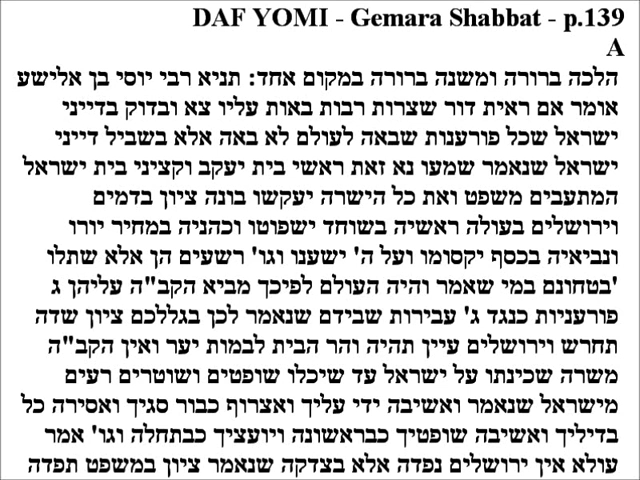 DAF YOMI - Gemara Shabbat - p.139
A
הלכה ברורה ומשנה ברורה במקום אחד: תניא רבי יוסי בן אלישע
אומר אם ראית דור שצרות רבות באות עליו צא ובדוק בדייני
ישראל שכל פורענות שבאה לעולם לא באה אלא בשביל דייני
ישראל שנאמר שמעו נא זאת ראשי בית יעקב וקציני בית ישראל
המתעבים משפט ואת כל הישרה יעקשו בונה ציון בדמים
וירושלים בעולה ראשיה בשוחד ישפוטו וכהניה במחיר יורו
ונביאיה בכסף יקסומו ועל ה' ישענו וגו' רשעים הן אלא שתלו
בטחונם במי שאמר והיה העולם לפיכך מביא הקב"ה עליהן ג'
פורעניות כנגד ג' עבירות שבידם שנאמר לכן בגללכם ציון שדה
תחרש וירושלים עיין תהיה והר הבית לבמות יער ואין הקב"ה
משרה שכינתו על ישראל עד שיכלו שופטים ושוטרים רעים
מישראל שנאמר ואשיבה ידי עליך ואצרוף כבור סגיך ואסירה כל
בדיליך ואשיבה שופטיך כבראשונה ויועציך כבתחלה וגו' אמר
עולא אין ירושלים נפדה אלא בצדקה שנאמר ציון במשפט תפדה